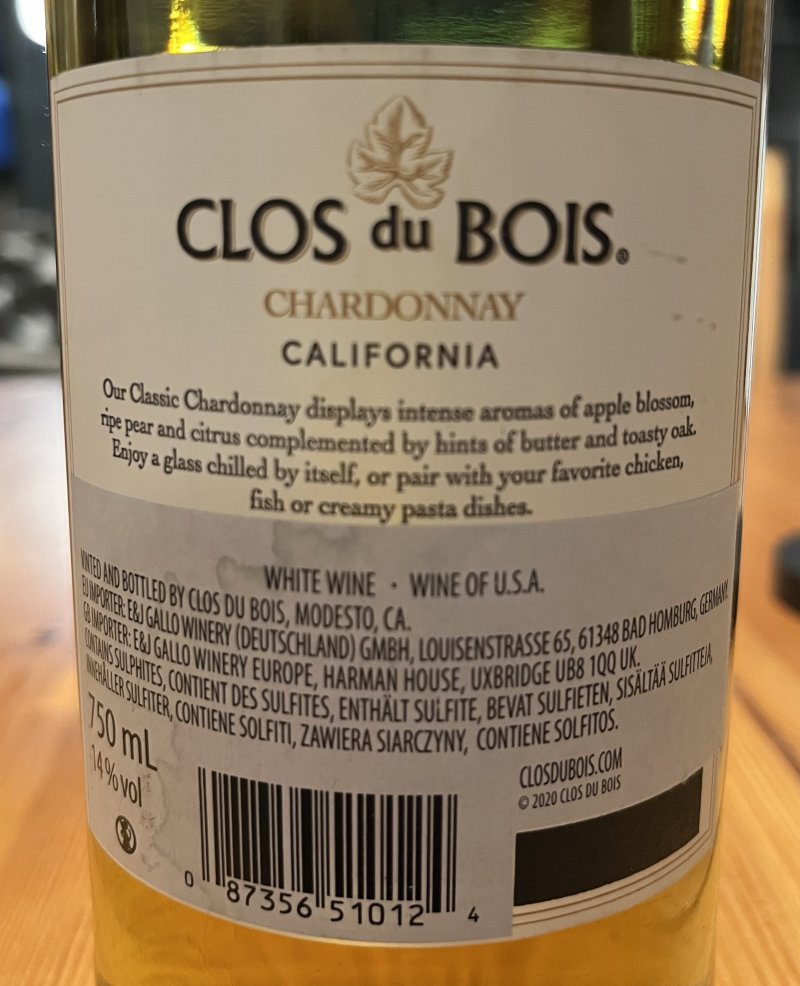 CLOS du BOIS®
CHARDONNAY
CALIFORNIA
Our Classic Chardonnay displays intense aromas of apple blossom,
ripe pear and citrus complemented by hints of butter and toasty oak.
Enjoy a glass chilled by itself, or pair with your favorite chicken,
fish or creamy pasta dishes.
WHITE WINE · WINE OF U.S.A.
VINTED AND BOTTLED BY CLOS DU BOIS, MODESTO, CA.
EU IMPORTER: E&J GALLO WINERY (DEUTSCHLAND) GMBH, LOUISENSTRASSE 65, 61348 BAD HOMBURG, GERMANY.
GB IMPORTER: E&J GALLO WINERY EUROPE, HARMAN HOUSE, UXBRIDGE UB8 1QQ UK.
CONTAINS SULPHITES, CONTIENT DES SULFITES, ENTHÄLT SULFITE, BEVAT SULFIETEN, SISÄLTÄÄ SULFITTEJA,
INNEHÅLLER SULFITER, CONTIENE SOLFITI, ZAWIERA SIARCZYNY, CONTIENE SOLFITOS.
750 mL
14% vol
CLOSDUBOIS.COM
© 2020 CLOS DU BOIS
0 87356 51012 4